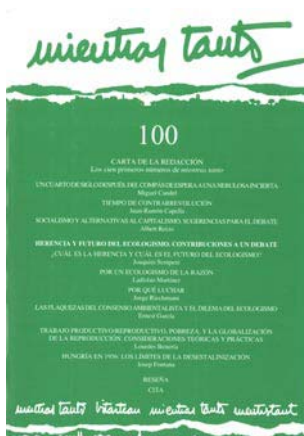 mientras tanto
100
CARTA DE LA REDACCIÓN
Los cien primeros números de mientras tanto
UN CUARTO DE SIGLO DESPUÉS, DEL COMPÁS DE ESPERA A UNA NEBULOSA INCIERTA
Miguel Candel
TIEMPO DE CONTRARREVOLUCIÓN
Juan-Ramón Capella
SOCIALISMO Y ALTERNATIVAS AL CAPITALISMO, SUGERENCIAS PARA EL DEBATE
Albert Recio
HERENCIA Y FUTURO DEL ECOLOGISMO: CONTRIBUCIONES A UN DEBATE
¿CUÁL ES LA HERENCIA Y CUÁL ES EL FUTURO DEL ECOLOGISMO?
Joaquim Sempere
POR UN ECOLOGISMO DE LA RAZÓN
Ladislao Martínez
POR QUÉ LUCHAR
Jorge Riechmann
LAS FLAQUEZAS DEL CONSENSO AMBIENTALISTA Y EL DILEMA DEL ECOLOGISMO
Ernest Garcia
TRABAJO PRODUCTIVO/REPRODUCTIVO, POBREZA, Y LA GLOBALIZACIÓN
DE LA REPRODUCCIÓN: CONSIDERACIONES TEÓRICAS Y PRÁCTICAS
Lourdes Benería
HUNGRÍA EN 1956: LOS LÍMITES DE LA DESESTALINIZACIÓN
Josep Fontana
RESEÑA
CITA
mientras tanto bitartean mientras tanto mentrestant